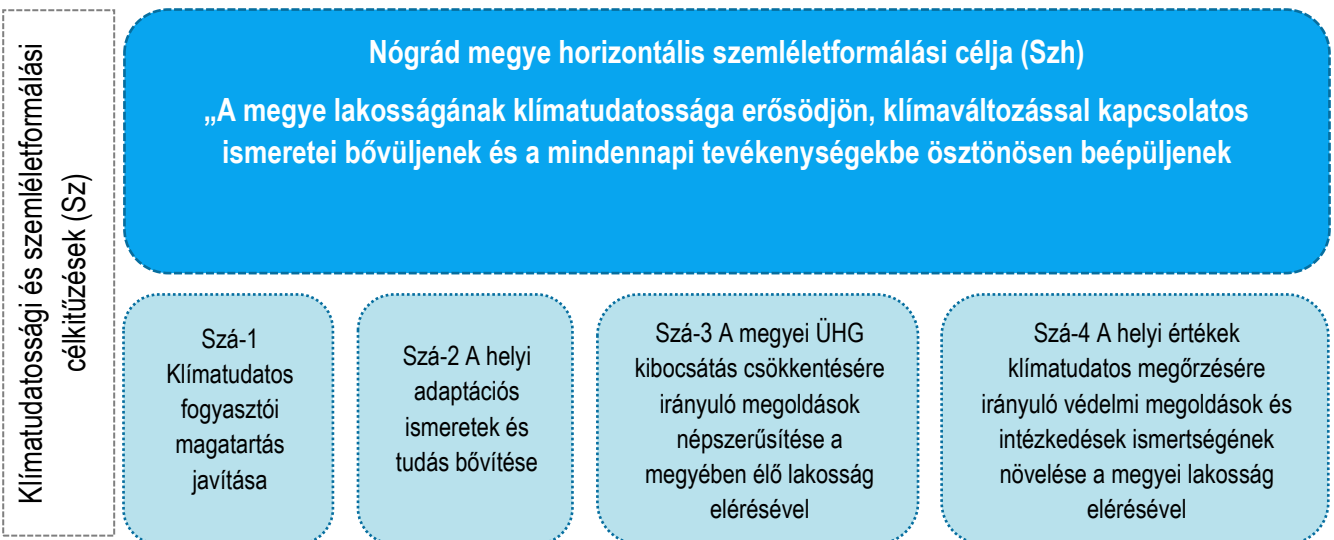 Klímatudatossági és szemléletformálási
célkitűzések (Sz)
Nógrád megye horizontális szemléletformálási célja (Szh)
„A megye lakosságának klímatudatossága erősödjön, klímaváltozással kapcsolatos
ismeretei bővüljenek és a mindennapi tevékenységekbe ösztönösen beépüljenek
Szá-1
Klímatudatos
fogyasztói
magatartás
javítása
Szá-2 A helyi
adaptációs
ismeretek és
tudás bővítése
Szá-3 A megyei ÜHG
kibocsátás csökkentésére
irányuló megoldások
népszerűsítése a
megyében élő lakosság
elérésével
Szá-4 A helyi értékek
klímatudatos megőrzésére
irányuló védelmi megoldások és
intézkedések ismertségének
növelése a megyei lakosság
elérésével